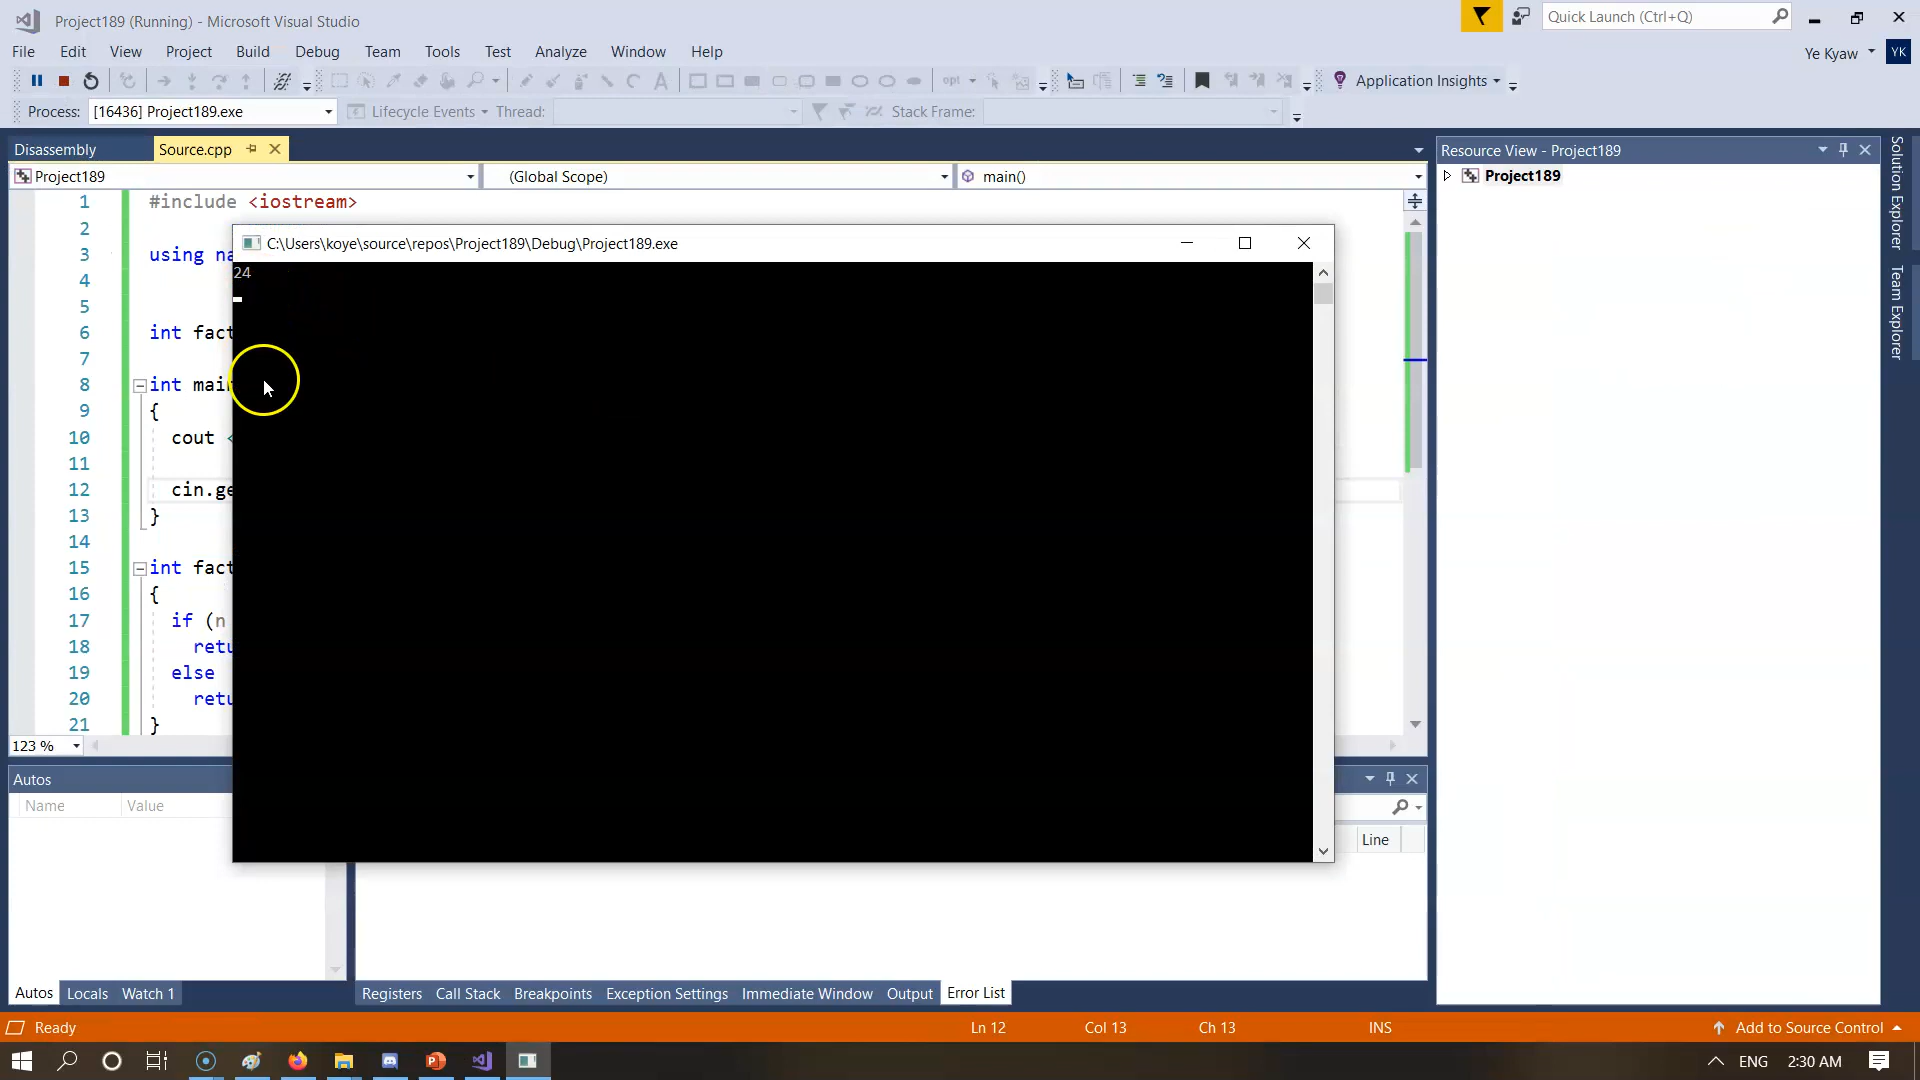 Project189 (Running) - Microsoft Visual Studio
Quick Launch (Ctrl+Q)
File Edit View Project Build Debug Team Tools Test Analyze Window Help
Ye Kyaw
YK
Application Insights
Process: [16436] Project189.exe
Lifecycle Events
Thread:
Stack Frame:
Disassembly
Source.cpp
Resource View - Project189
Project189
(Global Scope)
main()
Project189
Solution Explorer
Team Explorer
1 #include <iostream>
2
3 using na
4
5
6 int fact
7
8 int main
9 {
10 cout <
11
12 cin.ge
13 }
14
15 int fact
16 {
17 if (n
18 retu
19 else
20 retu
21 }
C:\Users\koye\source\repos\Project189\Debug\Project189.exe
24
123 %
Autos
Name Value
Line
Autos Locals Watch 1
Registers Call Stack Breakpoints Exception Settings Immediate Window Output Error List
Ready
Ln 12 Col 13 Ch 13 INS
Add to Source Control
ENG 2:30 AM